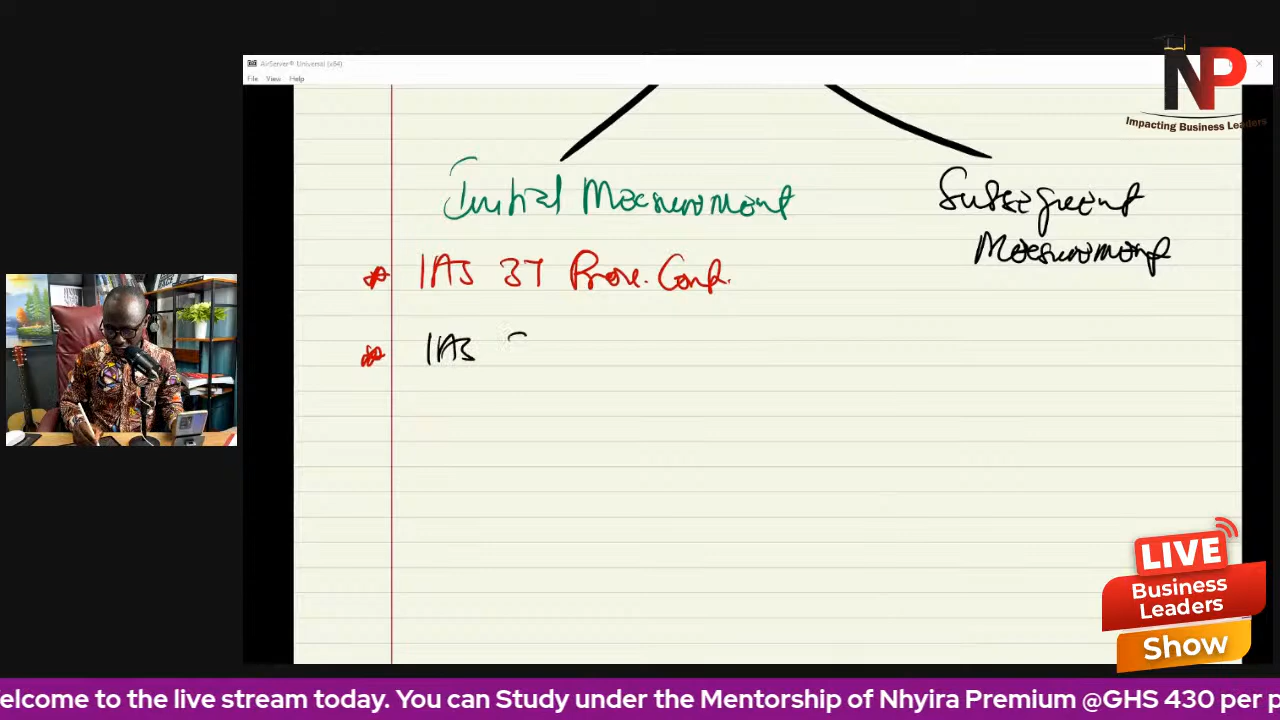 AirServer® Universal (x64)
File View Help
NP
Impacting Business Leaders
Initial Measurement
Subsequent
Measurement
* IAS 37 Prov. Cont.
* IAS
LIVE
Business
Leaders
Show
elcome to the live stream today. You can Study under the Mentorship of Nhyira Premium @GHS 430 per p